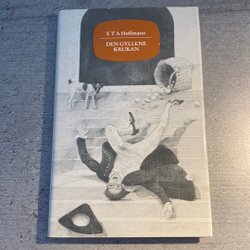 E T A Hoffmann
DEN GYLLENE
KRUKAN